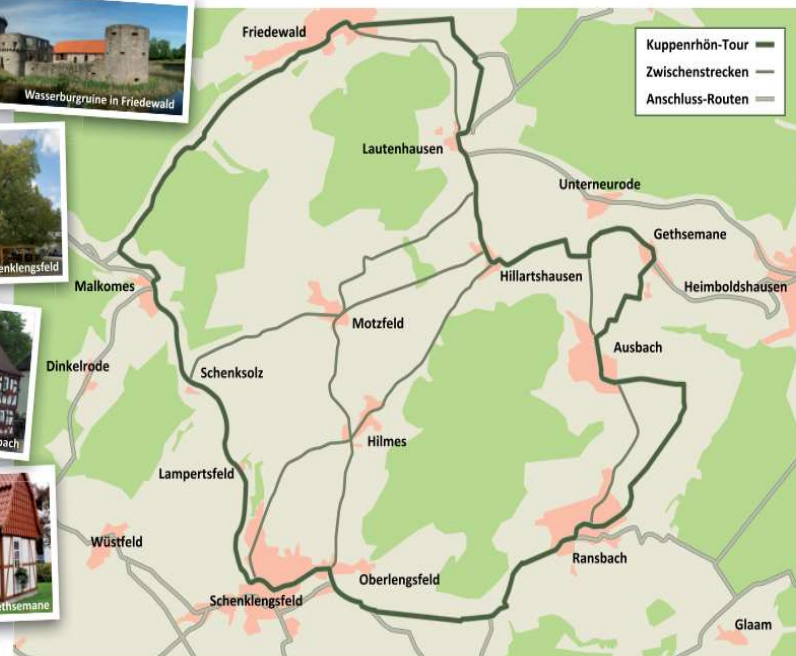 Wasserburgruine in Friedewald
Friedewald
Kuppenrhön-Tour
Zwischenstrecken
Anschluss-Routen
Lautenhausen
Unterneurode
Gethsemane
Malkomes
Hillartshausen
Heimboldshausen
Motzfeld
Ausbach
Dinkelrode
Schenksolz
Hilmes
Lampertsfeld
Wüstfeld
Ransbach
Oberlengsfeld
Schenklengsfeld
Glaam